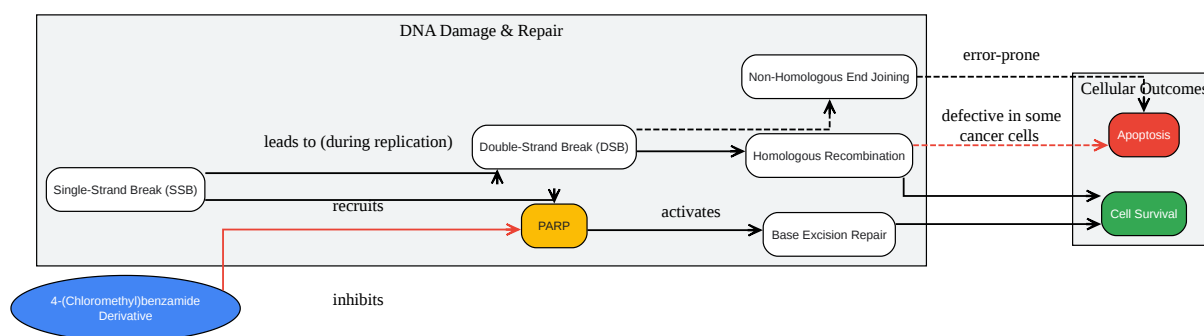 DNA Damage & Repair
error-prone
Non-Homologous End Joining
Cellular Outcomes
defective in some
cancer cells
Apoptosis
leads to (during replication)
Double-Strand Break (DSB)
Homologous Recombination
Single-Strand Break (SSB)
recruits
PARP
activates
Base Excision Repair
Cell Survival
4-(Chloromethyl)benzamide
Derivative
inhibits